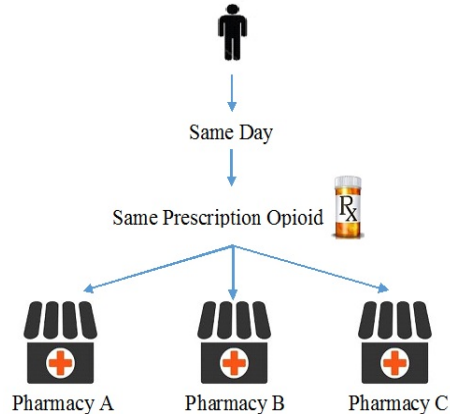 Same Day
Same Prescription Opioid
Rx
Pharmacy A
Pharmacy B
Pharmacy C